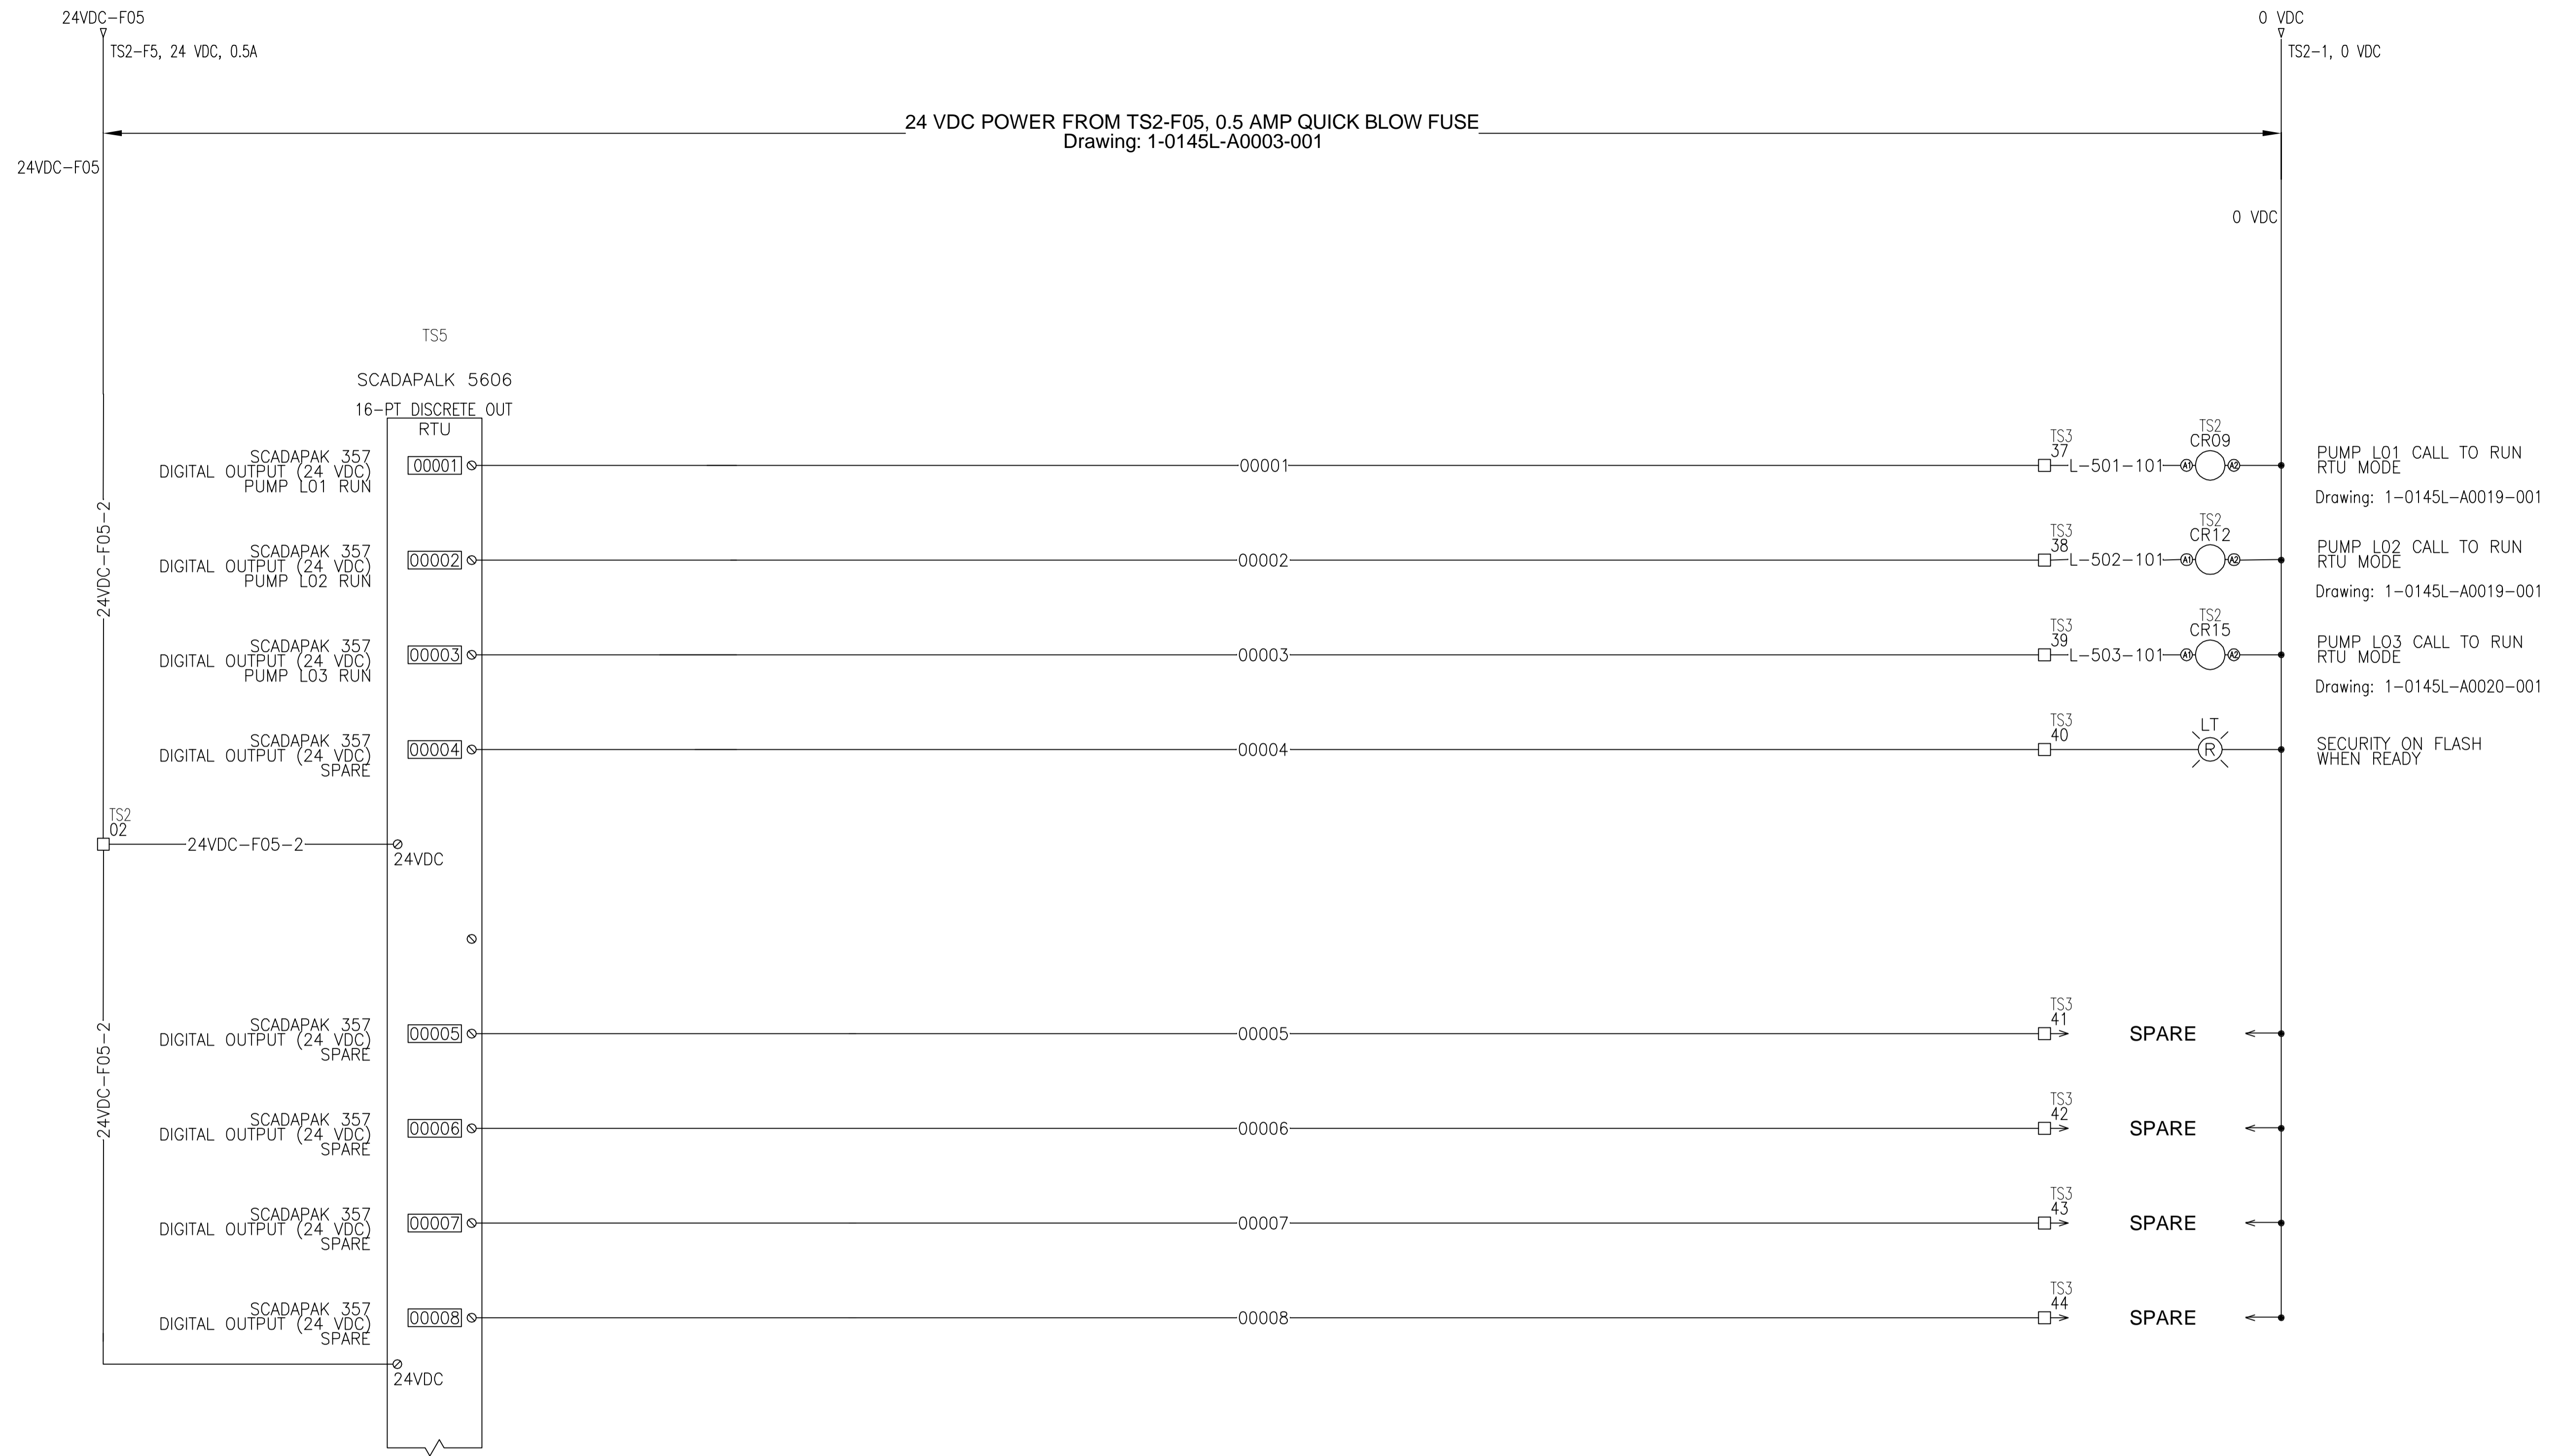 24VDC-F05
0 VDC
TS2-F5, 24 VDC, 0.5A
TS2-1, 0 VDC
24 VDC POWER FROM TS2-F05, 0.5 AMP QUICK BLOW FUSE
Drawing: 1-0145L-A0003-001
24VDC-F05
0 VDC
TS5
SCADAPALK 5606
16-PT DISCRETE OUT
RTU
SCADAPAK 357
DIGITAL OUTPUT (24 VDC)
PUMP L01 RUN
00001
00001
TS3
37
L-501-101
TS2
CR09
A1
A2
PUMP L01 CALL TO RUN
RTU MODE
Drawing: 1-0145L-A0019-001
24VDC-F05-2
SCADAPAK 357
DIGITAL OUTPUT (24 VDC)
PUMP L02 RUN
00002
00002
TS3
38
L-502-101
TS2
CR12
A1
A2
PUMP L02 CALL TO RUN
RTU MODE
Drawing: 1-0145L-A0019-001
SCADAPAK 357
DIGITAL OUTPUT (24 VDC)
PUMP L03 RUN
00003
00003
TS3
39
L-503-101
TS2
CR15
A1
A2
PUMP L03 CALL TO RUN
RTU MODE
Drawing: 1-0145L-A0020-001
SCADAPAK 357
DIGITAL OUTPUT (24 VDC)
SPARE
00004
00004
TS3
40
LT
R
SECURITY ON FLASH
WHEN READY
TS2
02
24VDC-F05-2
24VDC
24VDC-F05-2
SCADAPAK 357
DIGITAL OUTPUT (24 VDC)
SPARE
00005
00005
TS3
41
SPARE
SCADAPAK 357
DIGITAL OUTPUT (24 VDC)
SPARE
00006
00006
TS3
42
SPARE
SCADAPAK 357
DIGITAL OUTPUT (24 VDC)
SPARE
00007
00007
TS3
43
SPARE
SCADAPAK 357
DIGITAL OUTPUT (24 VDC)
SPARE
00008
00008
TS3
44
SPARE
24VDC